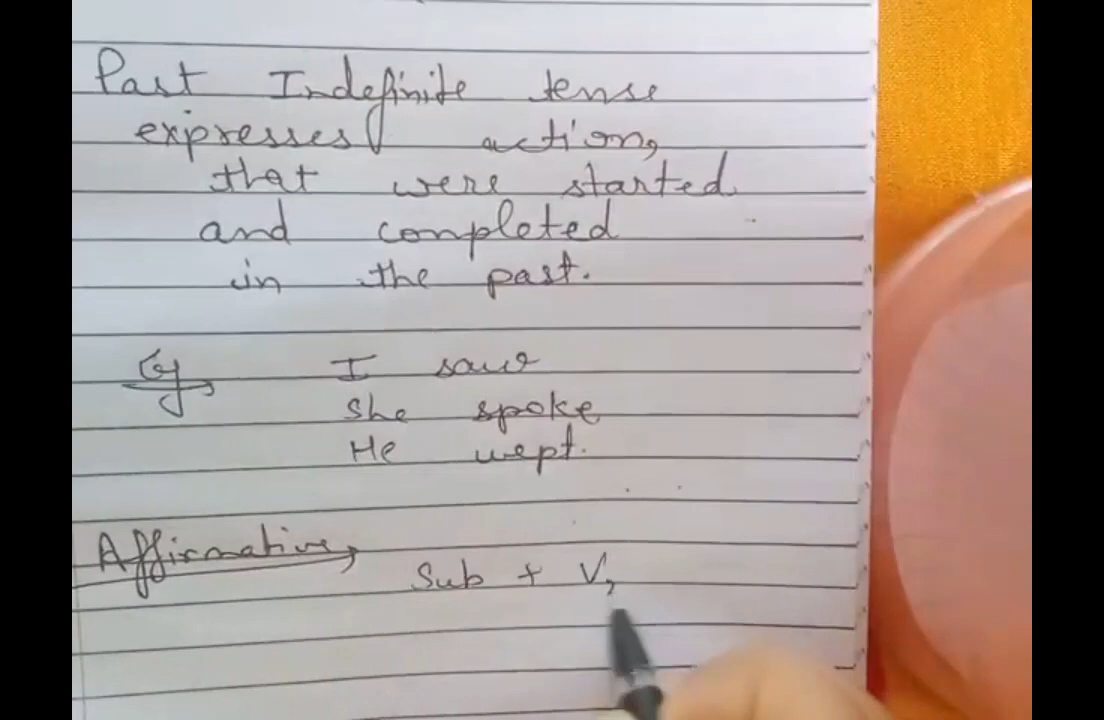 Past Indefinite tense
expresses action,
that were started
and completed
in the past.
Eg I saw
She spoke
He wept.
Affirmative
Sub + V